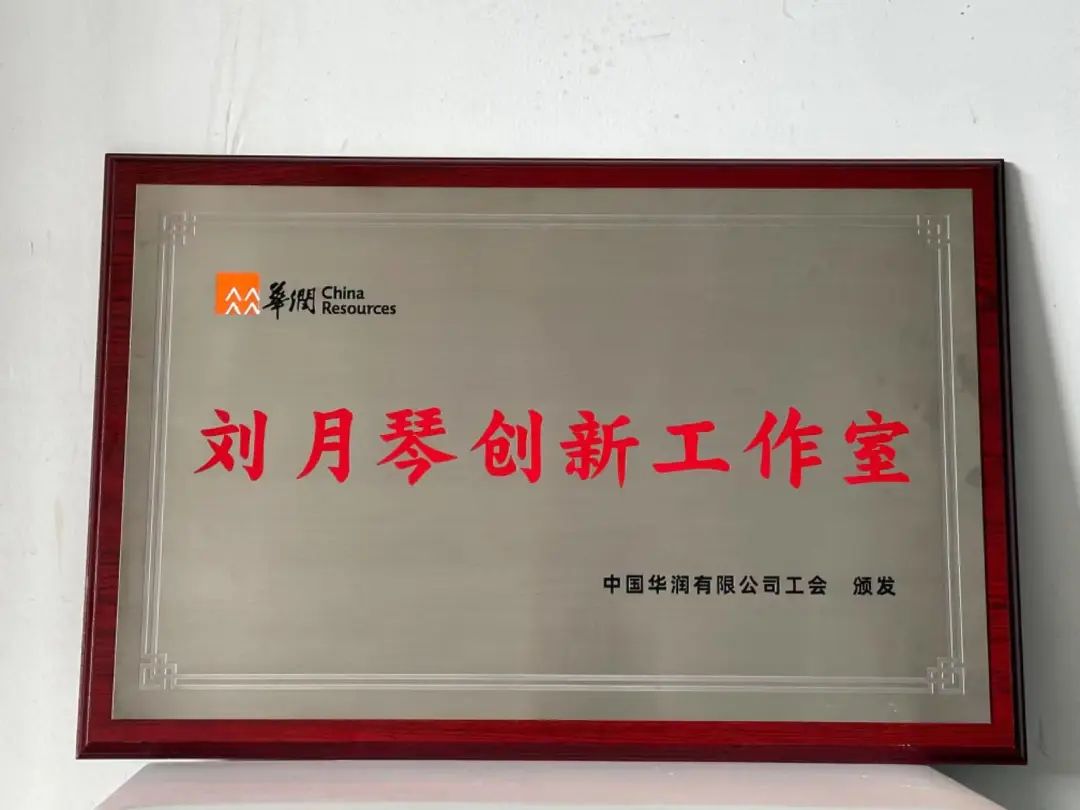 華潤 China
Resources
刘月琴创新工作室
中国华润有限公司工会 颁发